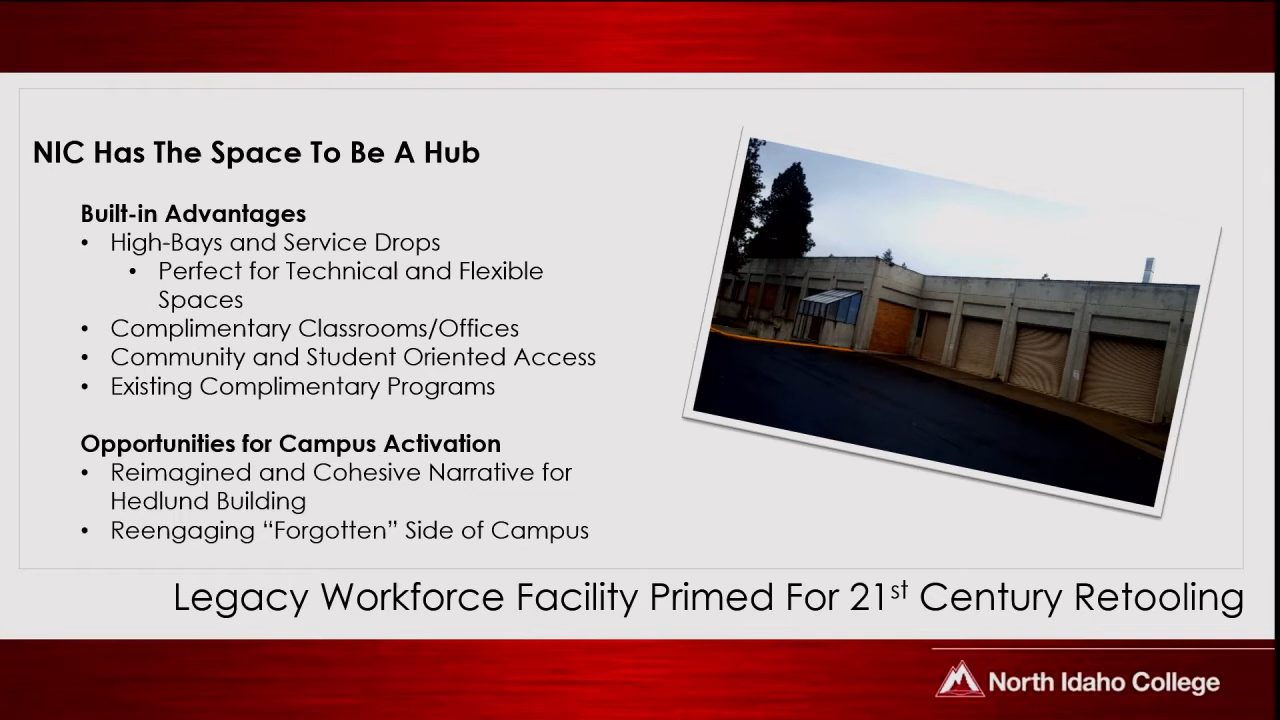 NIC Has The Space To Be A Hub
Built-in Advantages
• High-Bays and Service Drops
• Perfect for Technical and Flexible
Spaces
• Complimentary Classrooms/Offices
• Community and Student Oriented Access
• Existing Complimentary Programs
Opportunities for Campus Activation
• Reimagined and Cohesive Narrative for
Hedlund Building
• Reengaging “Forgotten” Side of Campus
Legacy Workforce Facility Primed For 21st Century Retooling
North Idaho College